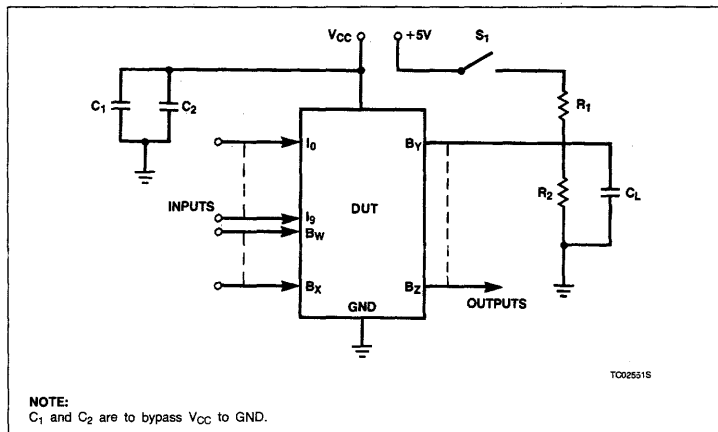 VCC +5V S1
C1 C2 R1
I0 BY
R2 CL
INPUTS I9 DUT
BW
BX BZ
GND OUTPUTS
TC02551S
NOTE:
C1 and C2 are to bypass VCC to GND.